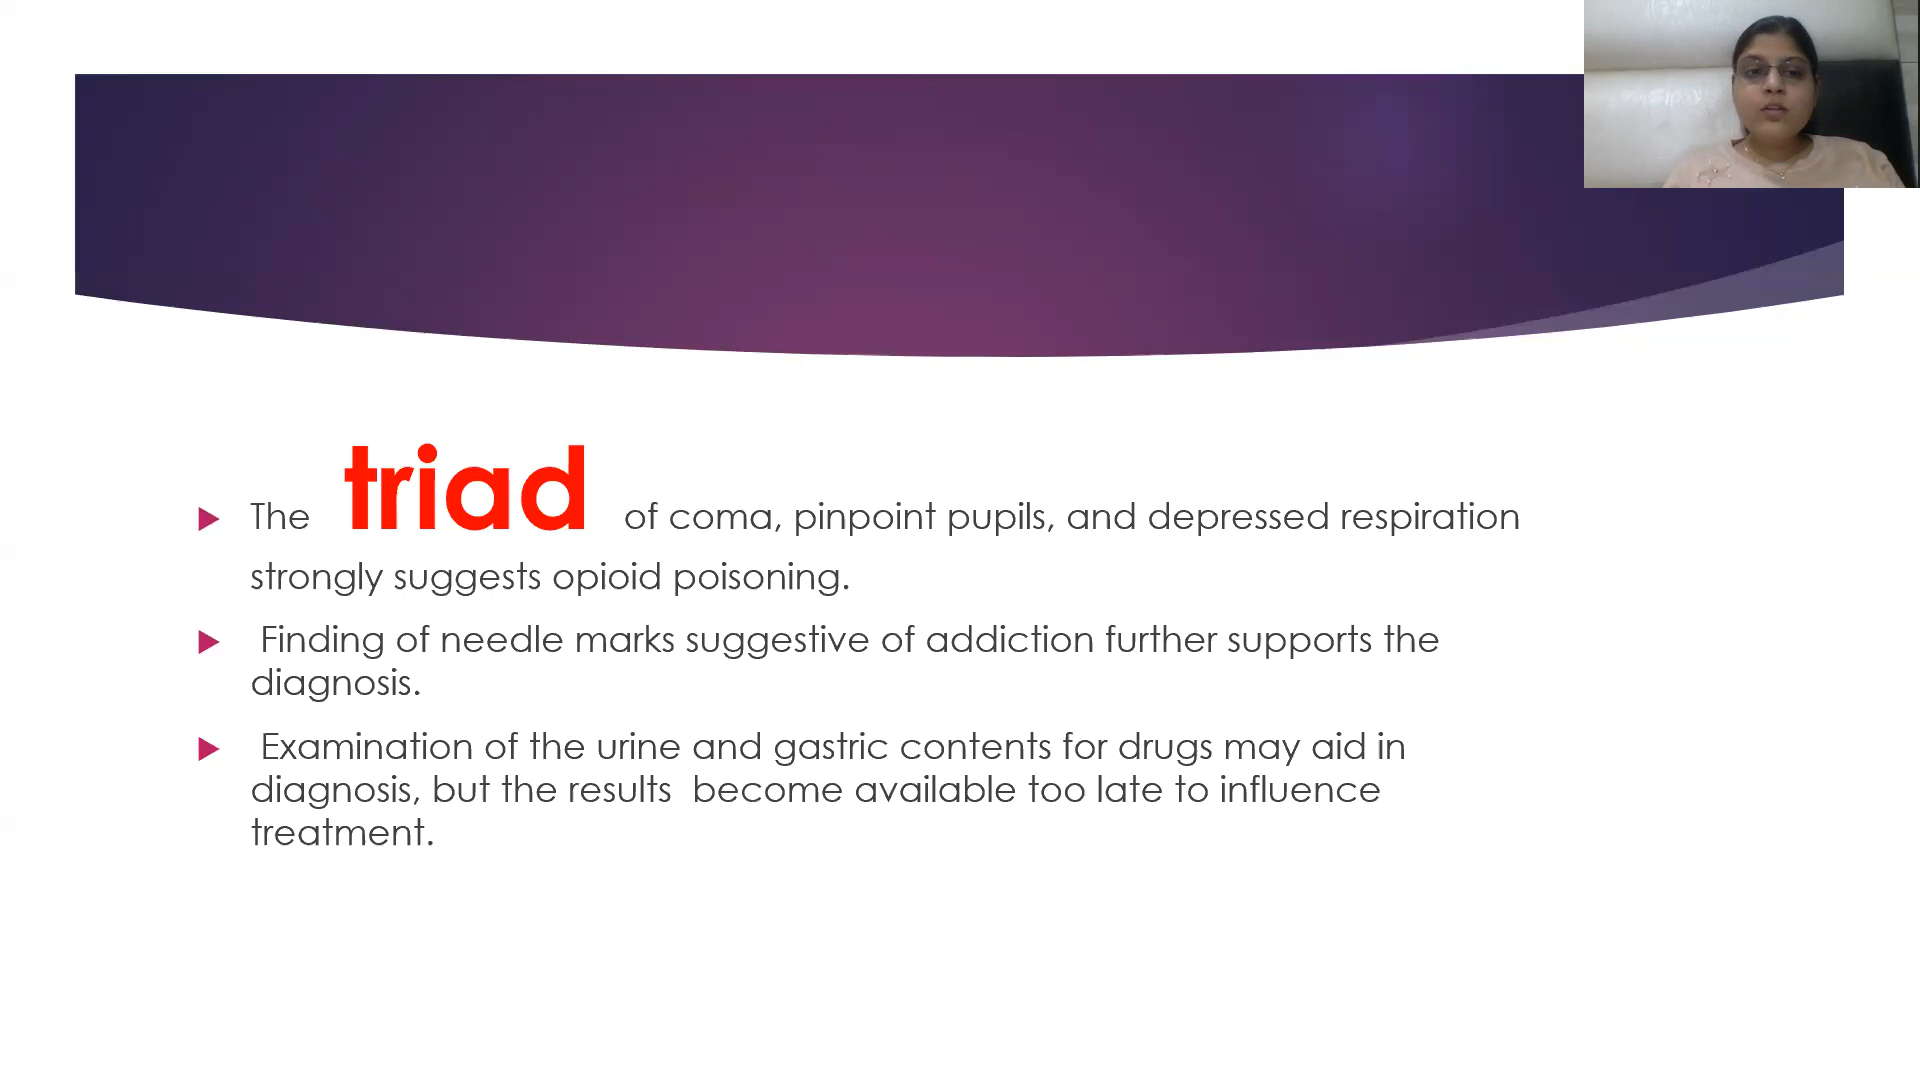 The triad of coma, pinpoint pupils, and depressed respiration
strongly suggests opioid poisoning.
Finding of needle marks suggestive of addiction further supports the
diagnosis.
Examination of the urine and gastric contents for drugs may aid in
diagnosis, but the results become available too late to influence
treatment.